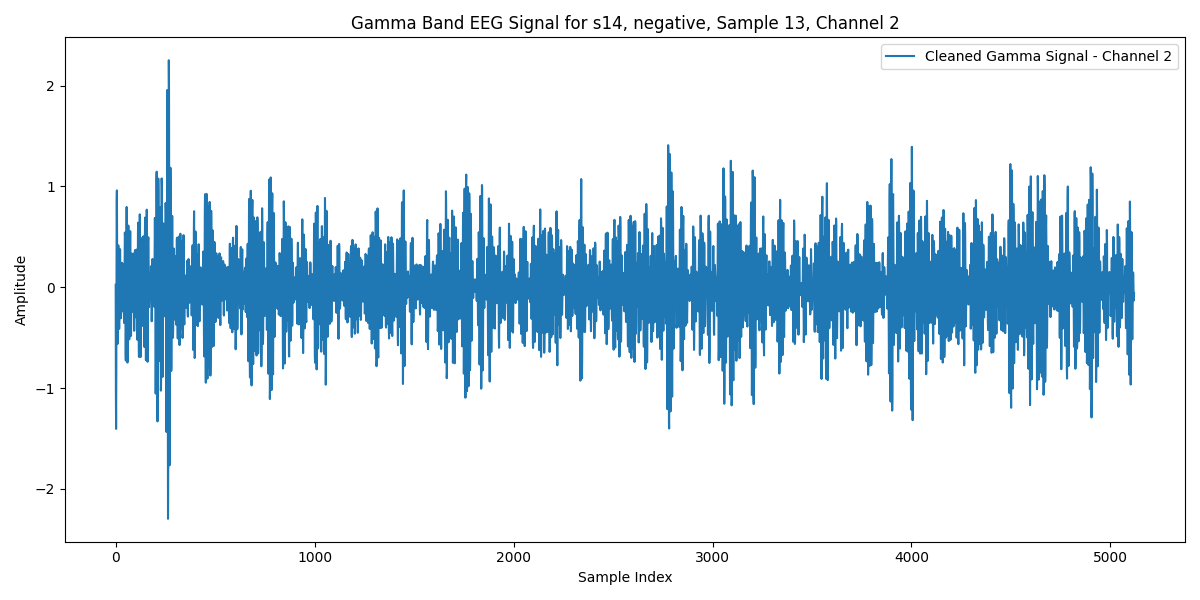 Gamma Band EEG Signal for s14, negative, Sample 13, Channel 2
Cleaned Gamma Signal - Channel 2
2
1
0
−1
−2
Amplitude
0 1000 2000 3000 4000 5000
Sample Index